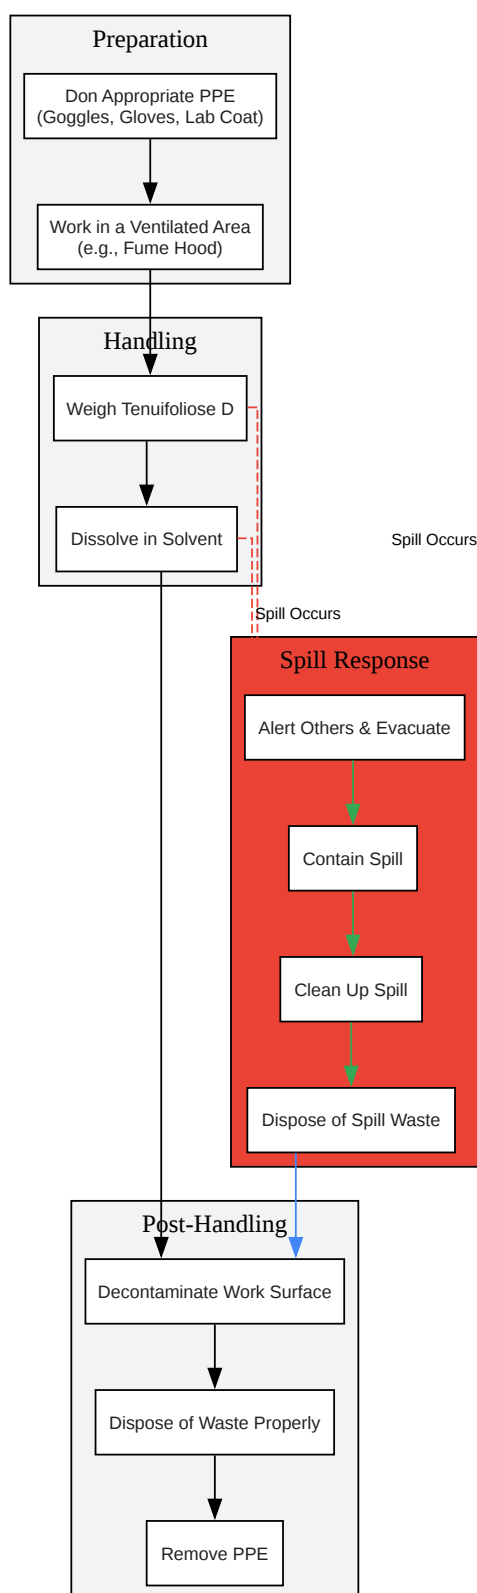 Preparation
Don Appropriate PPE
(Goggles, Gloves, Lab Coat)
Work in a Ventilated Area
(e.g., Fume Hood)
Handling
Weigh Tenuifoliose D
Dissolve in Solvent
Spill Occurs
Spill Occurs
Spill Response
Alert Others & Evacuate
Contain Spill
Clean Up Spill
Dispose of Spill Waste
Post-Handling
Decontaminate Work Surface
Dispose of Waste Properly
Remove PPE